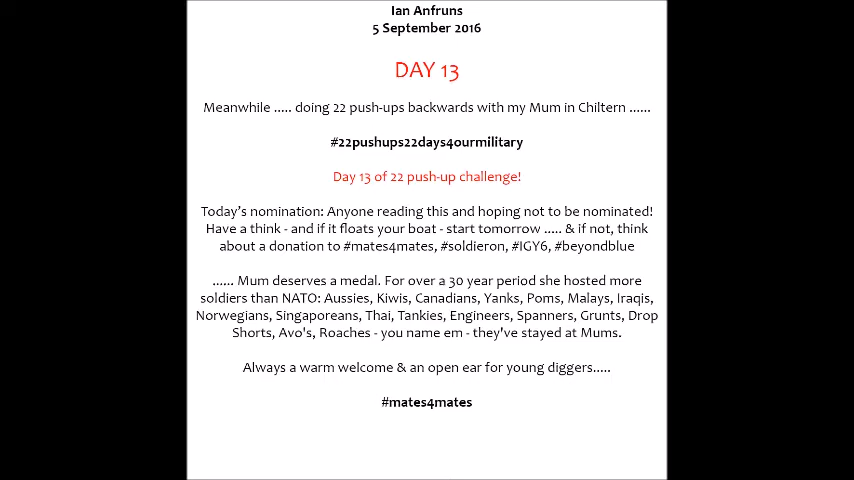 Ian Anfruns
5 September 2016
DAY 13
Meanwhile ..... doing 22 push-ups backwards with my Mum in Chiltern ......
#22pushups22days4ourmilitary
Day 13 of 22 push-up challenge!
Today's nomination: Anyone reading this and hoping not to be nominated!
Have a think - and if it floats your boat - start tomorrow ..... & if not, think
about a donation to #mates4mates, #soldieron, #IGY6, #beyondblue
...... Mum deserves a medal. For over a 30 year period she hosted more
soldiers than NATO: Aussies, Kiwis, Canadians, Yanks, Poms, Malays, Iraqis,
Norwegians, Singaporeans, Thai, Tankies, Engineers, Spanners, Grunts, Drop
Shorts, Avo's, Roaches - you name em - they've stayed at Mums.
Always a warm welcome & an open ear for young diggers.....
#mates4mates